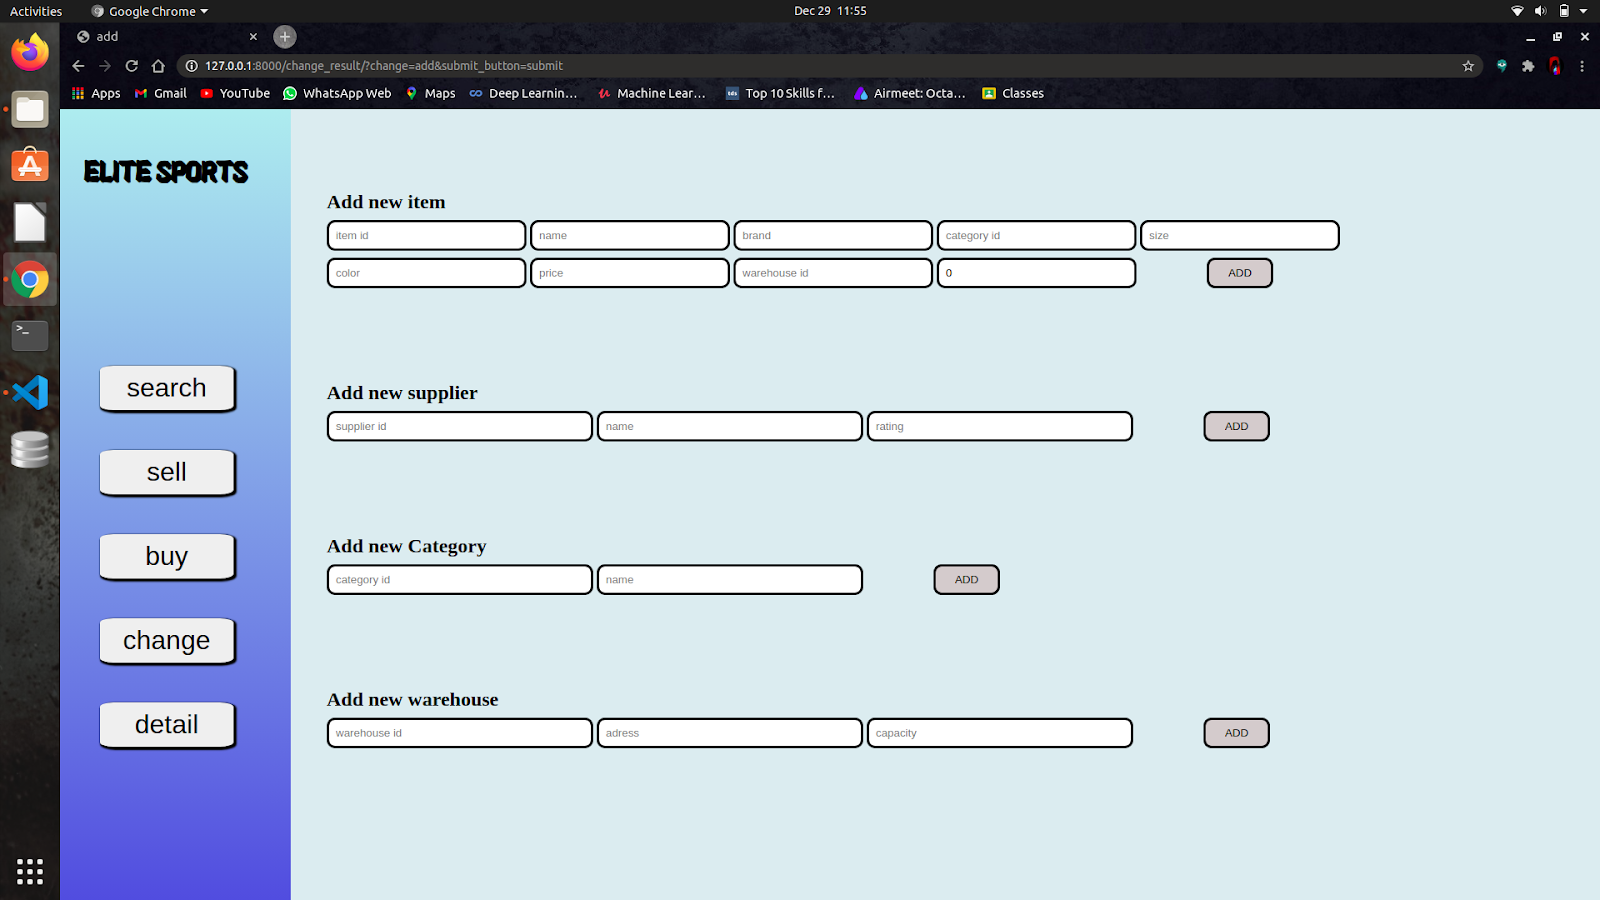 Activities Google Chrome Dec 29 11:55
add
127.0.0.1:8000/change_result/?change=add&submit_button=submit
Apps Gmail YouTube WhatsApp Web Maps Deep Learnin... Machine Lear... tds Top 10 Skills f... Airmeet: Octa... Classes
ELITE SPORTS
search
sell
buy
change
detail
Add new item
item id name brand category id size
color price warehouse id 0 ADD
Add new supplier
supplier id name rating ADD
Add new Category
category id name ADD
Add new warehouse
warehouse id adress capacity ADD